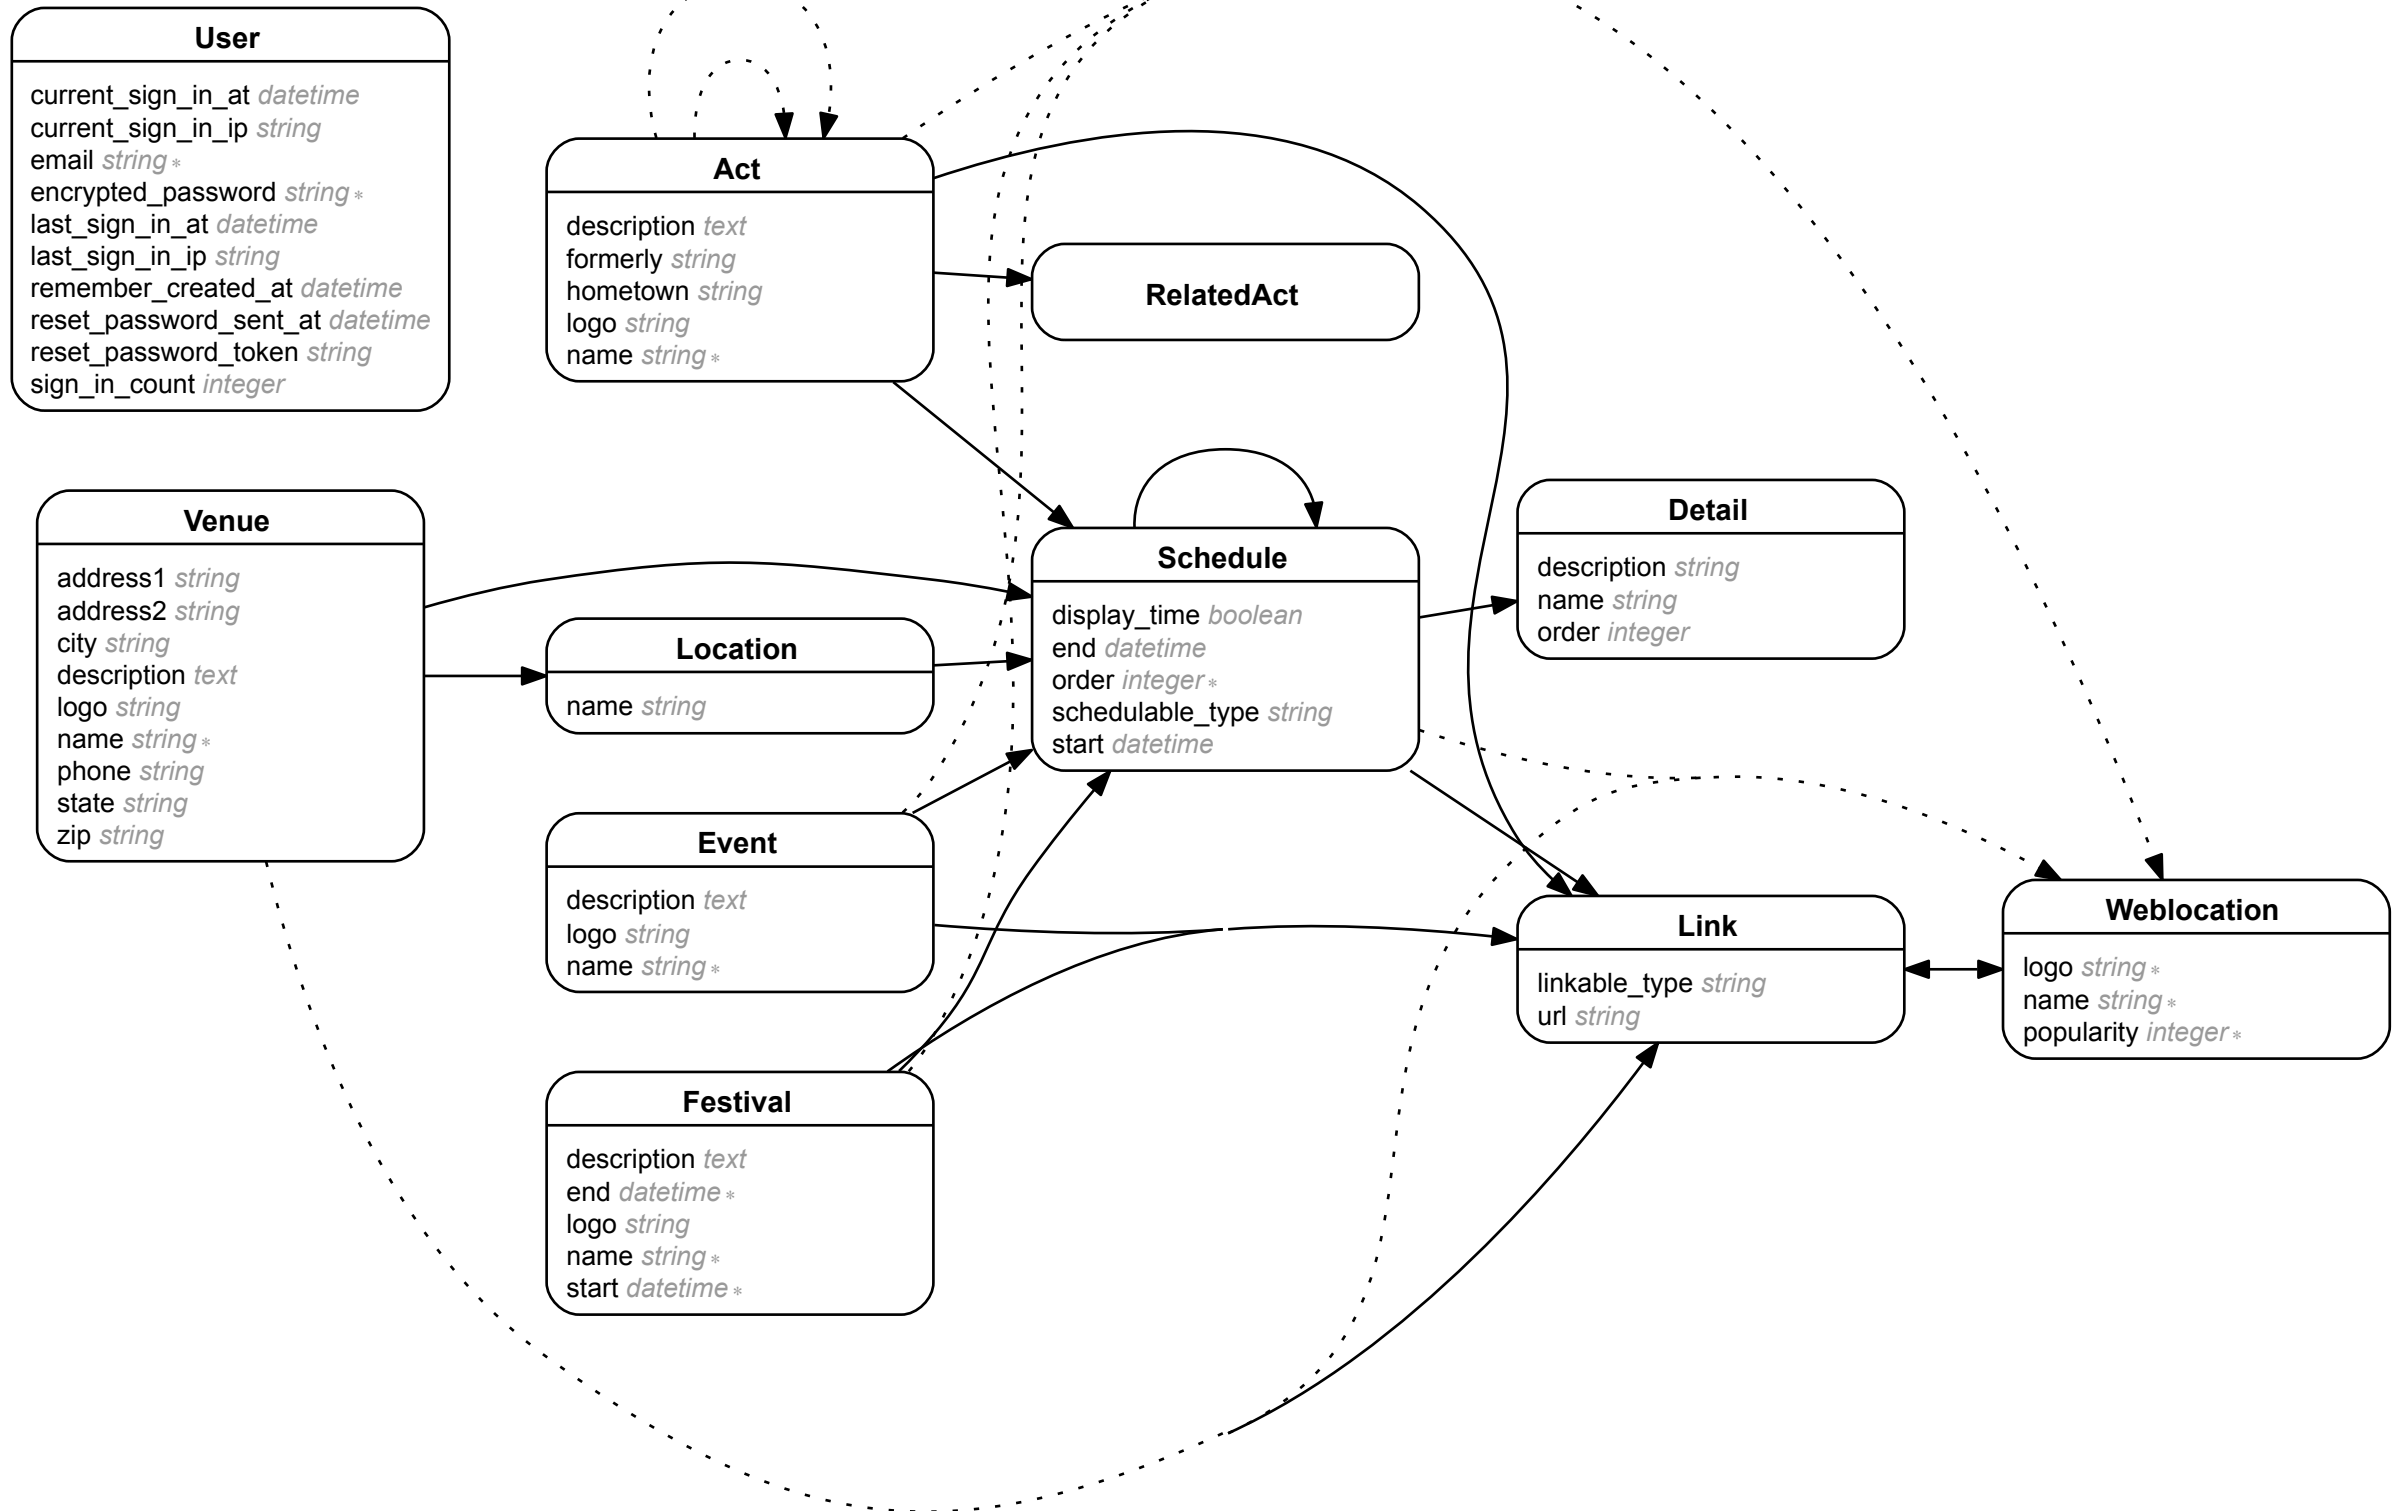 User
current_sign_in_at datetime
current_sign_in_ip string
email string *
encrypted_password string *
last_sign_in_at datetime
last_sign_in_ip string
remember_created_at datetime
reset_password_sent_at datetime
reset_password_token string
sign_in_count integer
Act
description text
formerly string
hometown string
logo string
name string *
RelatedAct
Venue
address1 string
address2 string
city string
description text
logo string
name string *
phone string
state string
zip string
Location
name string
Schedule
display_time boolean
end datetime
order integer *
schedulable_type string
start datetime
Detail
description string
name string
order integer
Event
description text
logo string
name string *
Link
linkable_type string
url string
Weblocation
logo string *
name string *
popularity integer *
Festival
description text
end datetime *
logo string
name string *
start datetime *